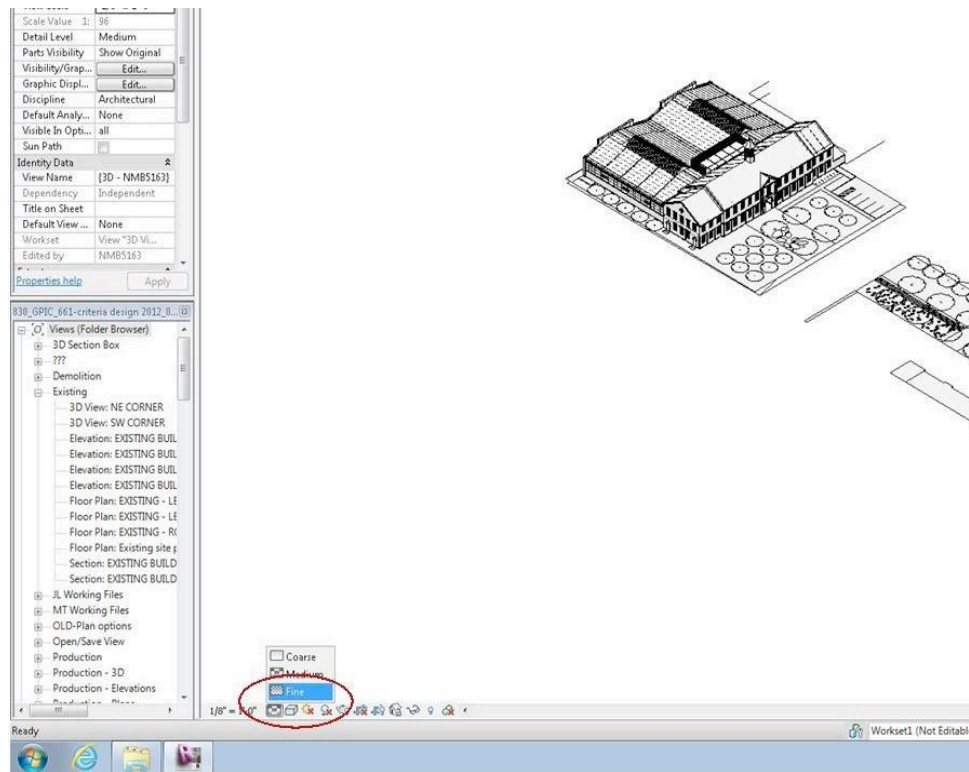 Scale Value 1: 96
Detail Level Medium
Parts Visibility Show Original
Visibility/Grap... Edit...
Graphic Displ... Edit...
Discipline Architectural
Default Analy... None
Visible In Opti... all
Sun Path
Identity Data
View Name {3D - NMB5163}
Dependency Independent
Title on Sheet
Default View ... None
Workset View "3D Vi...
Edited by NMB5163
Properties help Apply
830_GPIC_661-criteria design 2012_0...
Views (Folder Browser)
3D Section Box
???
Demolition
Existing
3D View: NE CORNER
3D View: SW CORNER
Elevation: EXISTING BUIL
Elevation: EXISTING BUIL
Elevation: EXISTING BUIL
Elevation: EXISTING BUIL
Floor Plan: EXISTING - LE
Floor Plan: EXISTING - LE
Floor Plan: EXISTING - RO
Floor Plan: Existing site p
Section: EXISTING BUILD
Section: EXISTING BUILD
JL Working Files
MT Working Files
OLD-Plan options
Open/Save View
Production
Production - 3D
Production - Elevations
Coarse
Medium
Fine
1/8" = 1'-0"
Ready
Workset1 (Not Editabl